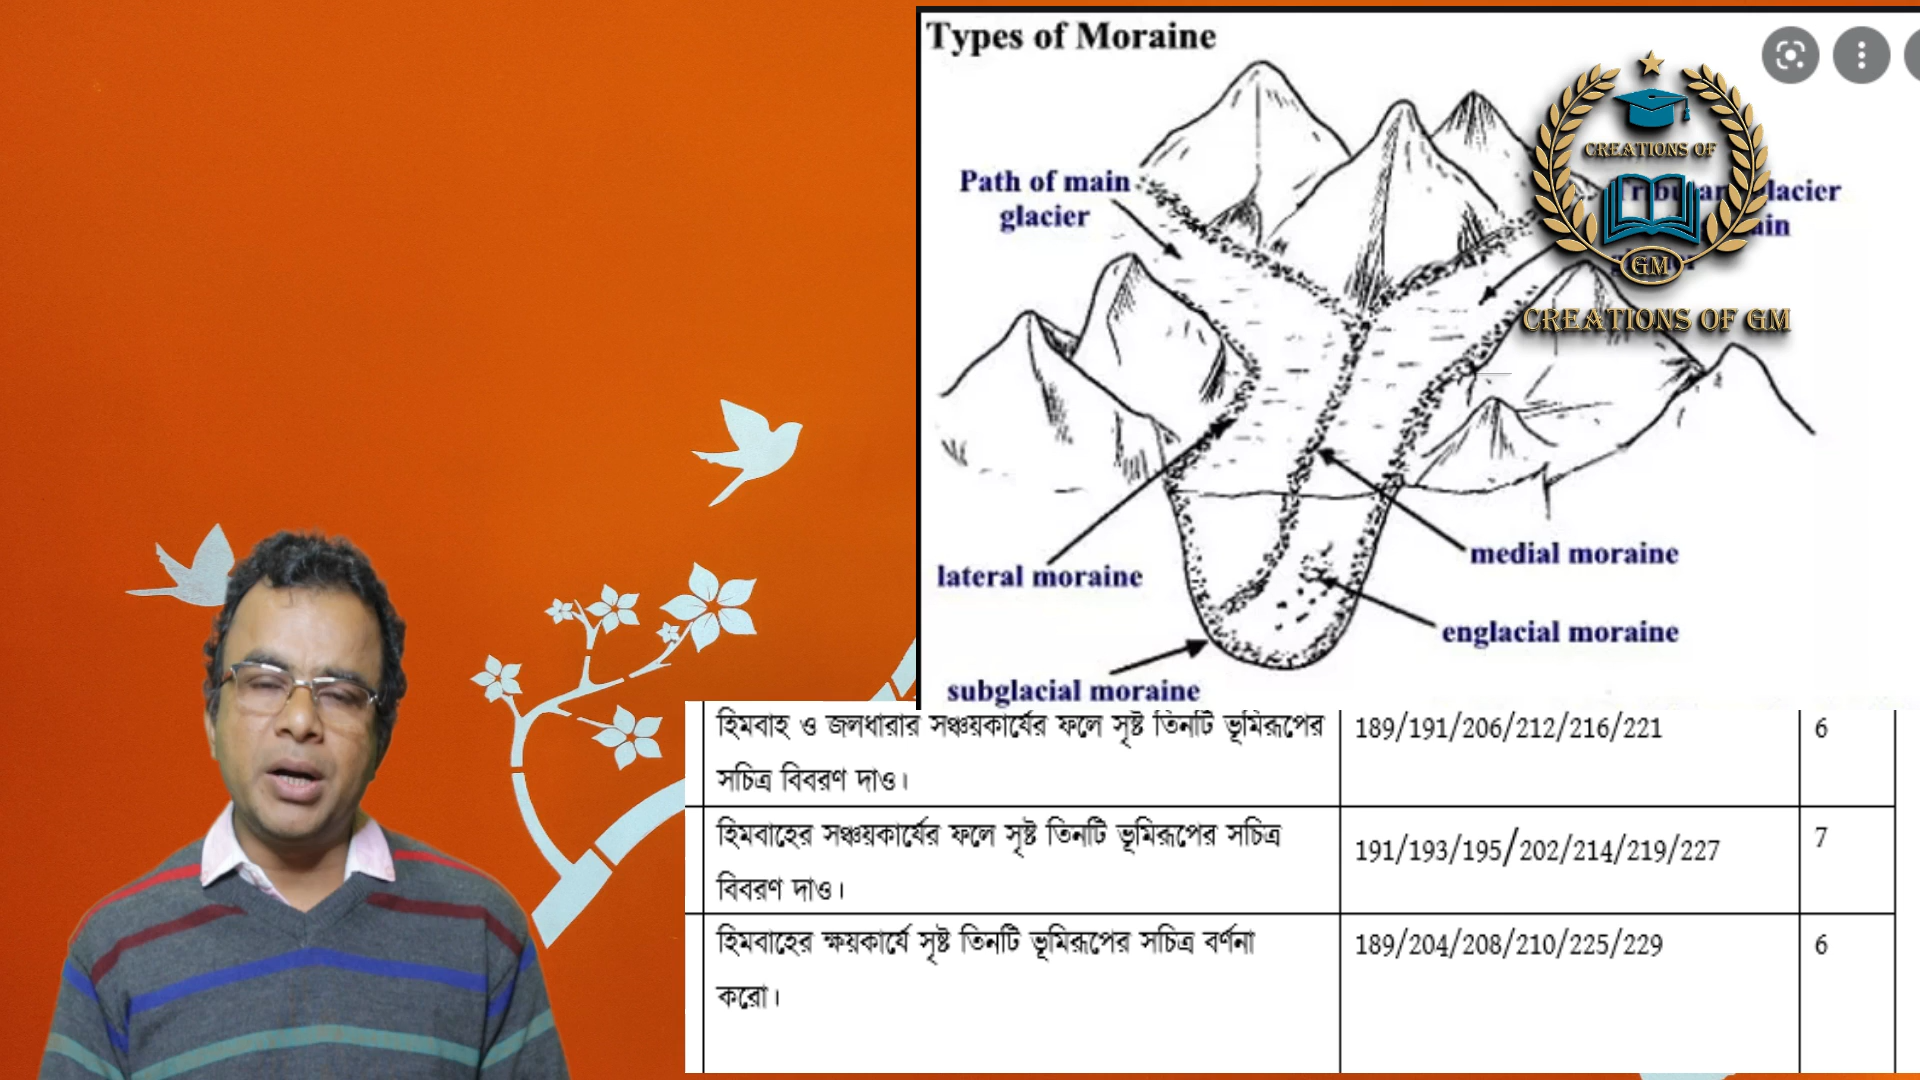 Types of Moraine
Path of main
glacier
CREATIONS OF
GM
CREATIONS OF GM
lateral moraine
medial moraine
englacial moraine
subglacial moraine
হিমবাহ ও জলধারার সঞ্চয়কার্যের ফলে সৃষ্ট তিনটি ভূমিরূপের
সচিত্র বিবরণ দাও।
189/191/206/212/216/221
6
হিমবাহের সঞ্চয়কার্যের ফলে সৃষ্ট তিনটি ভূমিরূপের সচিত্র
বিবরণ দাও।
191/193/195/202/214/219/227
7
হিমবাহের ক্ষয়কার্যে সৃষ্ট তিনটি ভূমিরূপের সচিত্র বর্ণনা
করো।
189/204/208/210/225/229
6